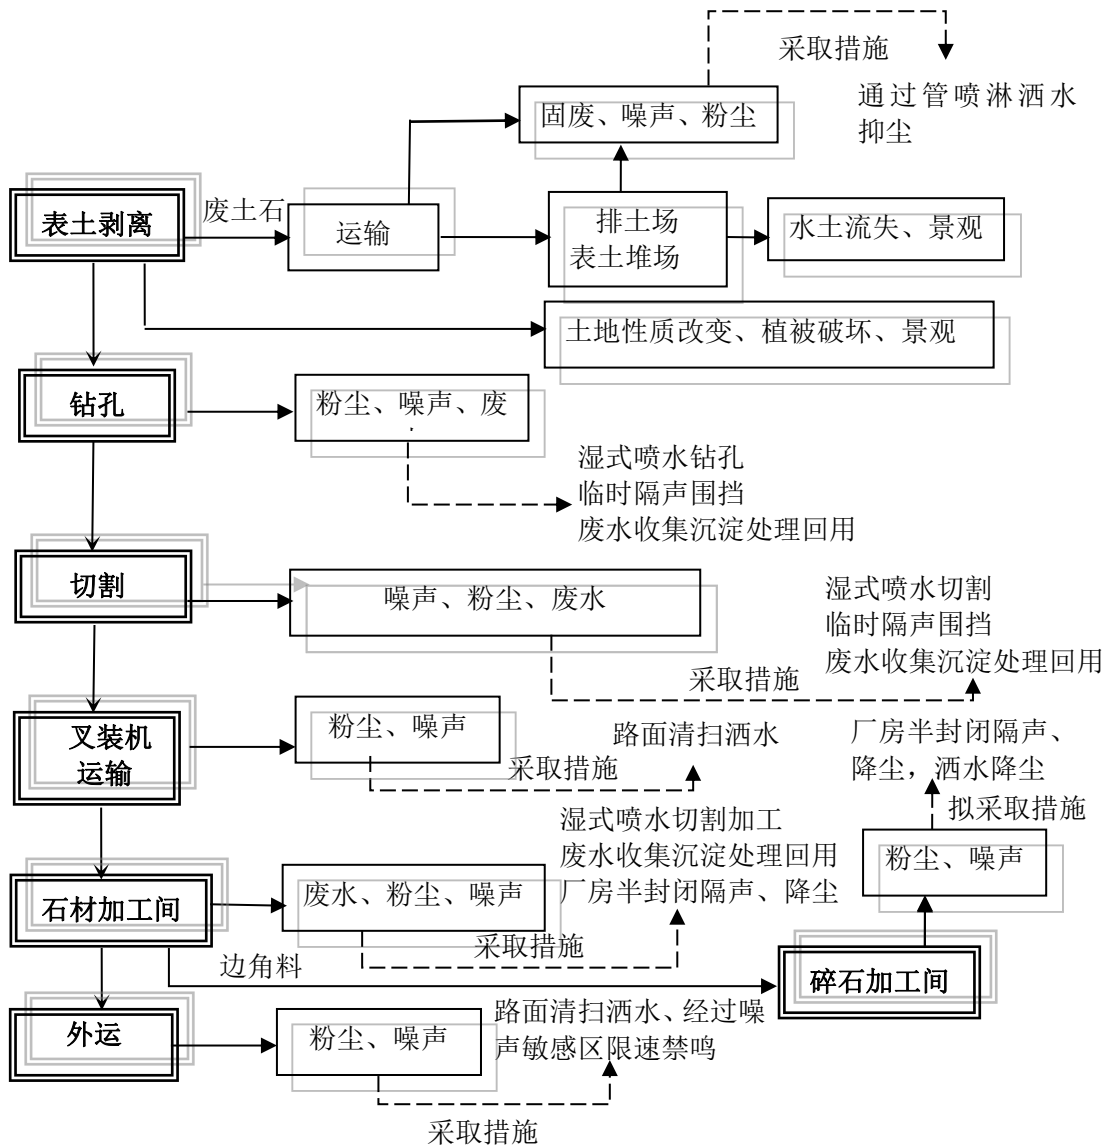 采取措施
通过管喷淋洒水
抑尘
固废、噪声、粉尘
表土剥离
废土石
运输
排土场
表土堆场
水土流失、景观
土地性质改变、植被破坏、景观
钻孔
粉尘、噪声、废
湿式喷水钻孔
临时隔声围挡
废水收集沉淀处理回用
切割
噪声、粉尘、废水
湿式喷水切割
临时隔声围挡
废水收集沉淀处理回用
采取措施
叉装机
运输
粉尘、噪声
采取措施
路面清扫洒水
厂房半封闭隔声、
降尘，洒水降尘
拟采取措施
粉尘、噪声
湿式喷水切割加工
废水收集沉淀处理回用
厂房半封闭隔声、降尘
石材加工间
废水、粉尘、噪声
采取措施
边角料
碎石加工间
外运
粉尘、噪声
路面清扫洒水、经过噪
声敏感区限速禁鸣
采取措施